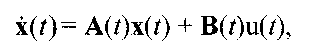 ẋ(t) = A(t)x(t) + B(t)u(t),